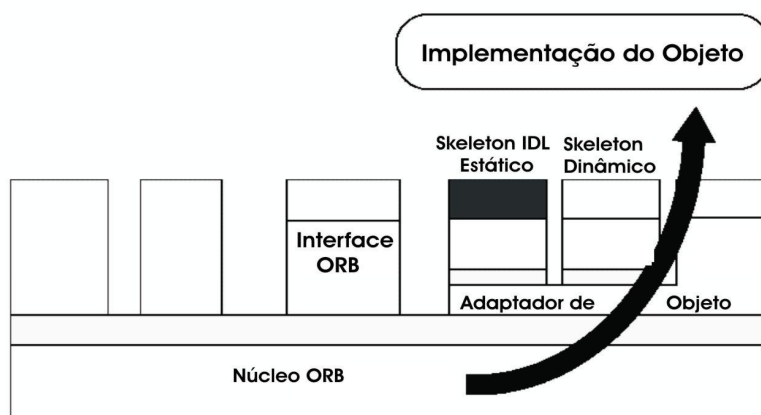 Implementação do Objeto
Skeleton IDL
Estático
Skeleton
Dinâmico
Interface
ORB
Adaptador de
Objeto
Núcleo ORB